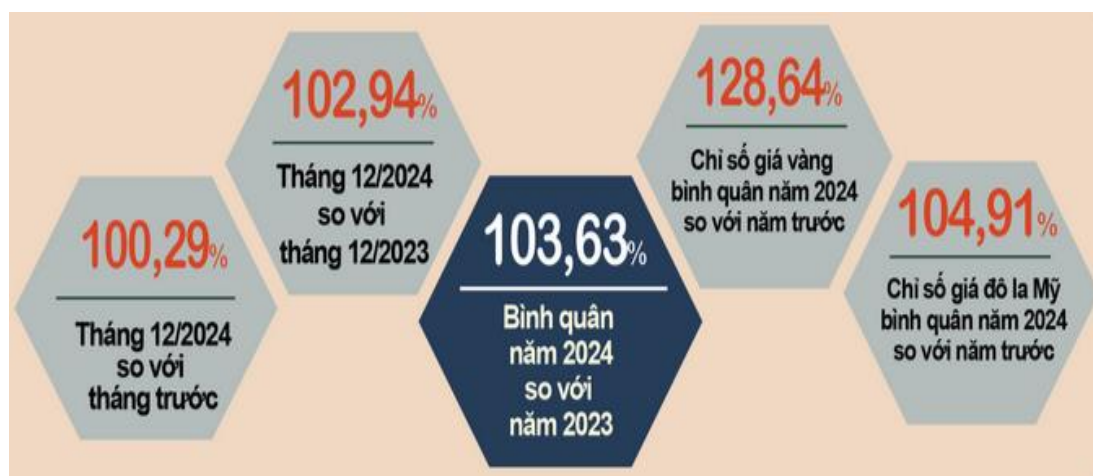 100,29%
Tháng 12/2024
so với
tháng trước
102,94%
Tháng 12/2024
so với
tháng 12/2023
103,63%
Bình quân
năm 2024
so với
năm 2023
128,64%
Chỉ số giá vàng
bình quân năm 2024
so với năm trước
104,91%
Chỉ số giá đô la Mỹ
bình quân năm 2024
so với năm trước